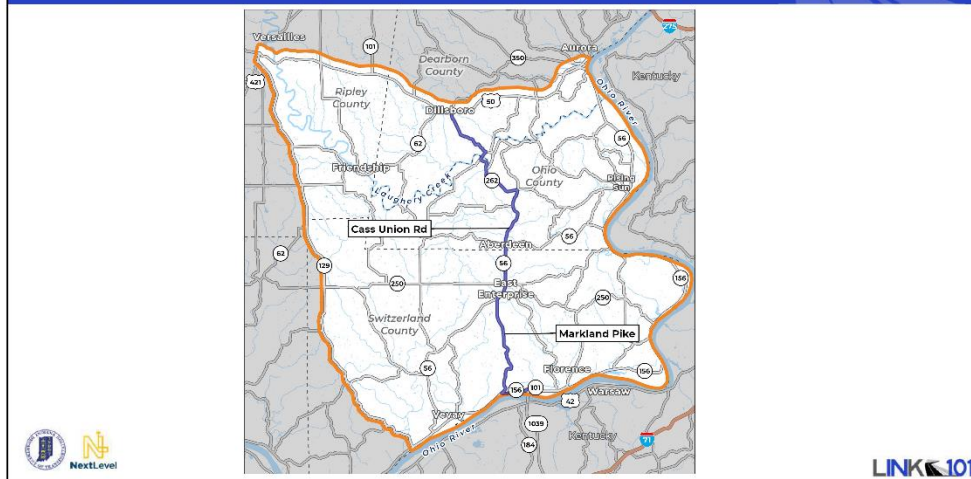 275
Versailles
101
Aurora
350
Dearborn
County
Kentucky
421
Ripley
County
50
Dillsboro
Ohio River
56
62
Friendship
Ohio
County
262
Rising
Sun
Laughery Creek
Cass Union Rd
Aberdeen
56
62
129
56
156
250
East
Enterprise
250
Switzerland
County
Markland Pike
56
Florence
156
156
101
Warsaw
42
Vevay
1039
Ohio River
184
Kentucky
71
NextLevel
LINK 101